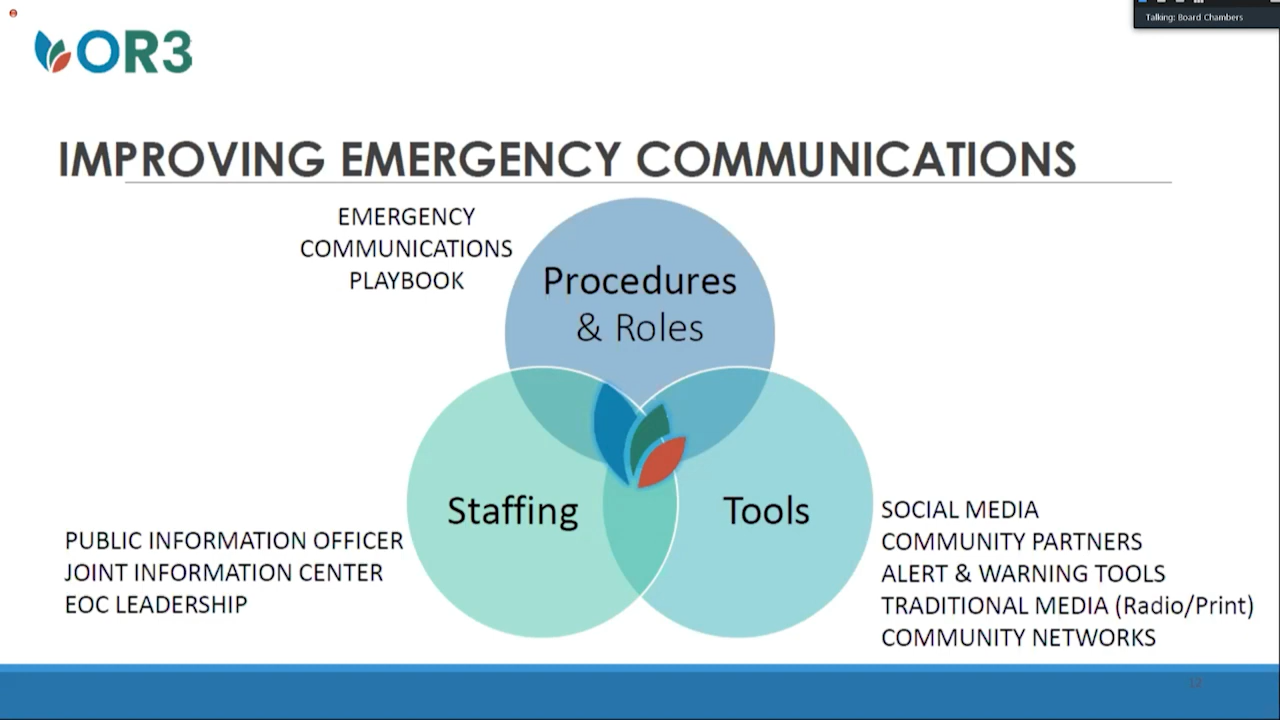 Talking: Board Chambers
OR3
IMPROVING EMERGENCY COMMUNICATIONS
EMERGENCY
COMMUNICATIONS
PLAYBOOK
Procedures
& Roles
Staffing
Tools
PUBLIC INFORMATION OFFICER
JOINT INFORMATION CENTER
EOC LEADERSHIP
SOCIAL MEDIA
COMMUNITY PARTNERS
ALERT & WARNING TOOLS
TRADITIONAL MEDIA (Radio/Print)
COMMUNITY NETWORKS